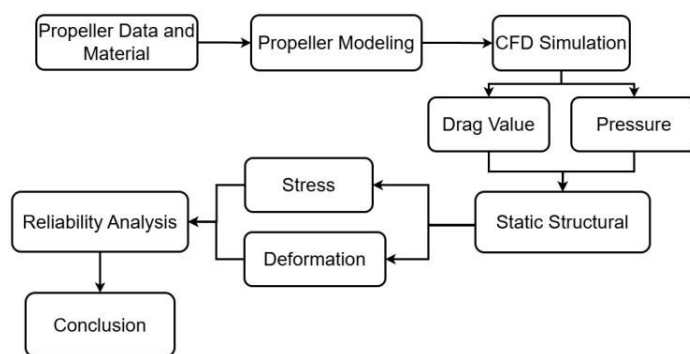 Propeller Data and
Material
Propeller Modeling
CFD Simulation
Drag Value
Pressure
Static Structural
Stress
Deformation
Reliability Analysis
Conclusion